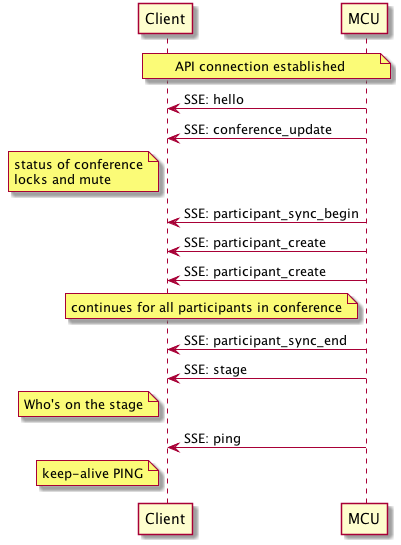 Client
MCU
API connection established
SSE: hello
SSE: conference_update
status of conference
locks and mute
SSE: participant_sync_begin
SSE: participant_create
SSE: participant_create
continues for all participants in conference
SSE: participant_sync_end
SSE: stage
Who's on the stage
SSE: ping
keep-alive PING
Client
MCU